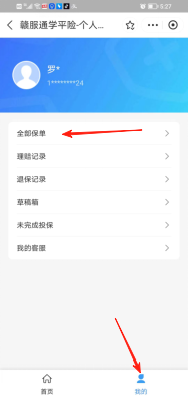 5:27
赣服通学平险-个人...
罗*
1********24
全部保单
理赔记录
退保记录
草稿箱
未完成投保
我的客服
首页
我的